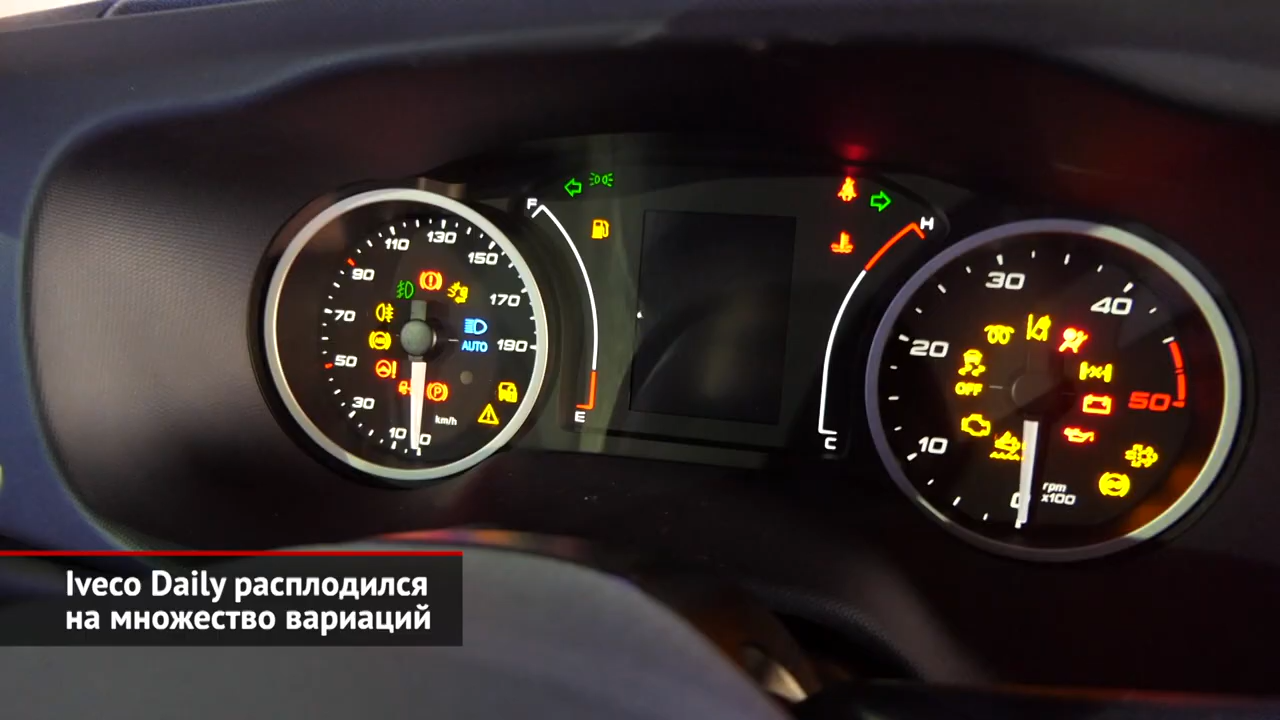 F
H
E
C
10
30
50
70
90
110
130
150
170
190
AUTO
km/h
0
10
20
30
40
50
OFF
0
rpm
x100
Iveco Daily расплодился
на множество вариаций